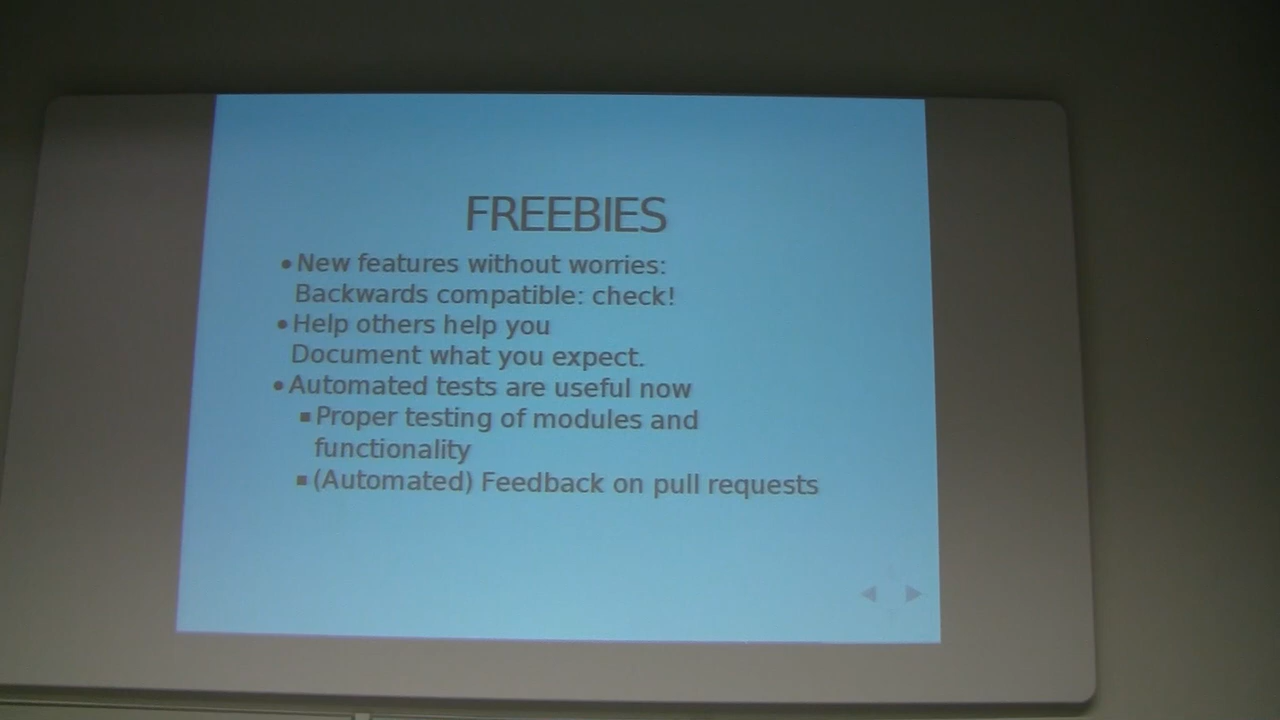 FREEBIES
•New features without worries:
Backwards compatible: check!
•Help others help you
Document what you expect.
•Automated tests are useful now
▪Proper testing of modules and
functionality
▪(Automated) Feedback on pull requests